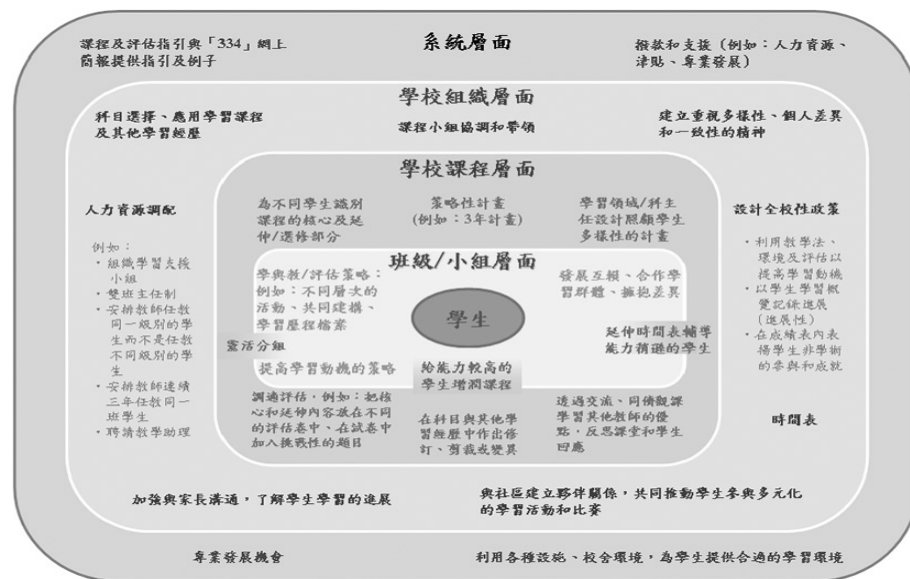 系統層面
課程及評估指引與「334」網上
簡報提供指引及例子
撥款和支援 (例如：人力資源、
津貼、專業發展)
學校組織層面
科目選擇、應用學習課程
及其他學習經歷
課程小組協調和帶領
建立重視多樣性、個人差異
和一致性的精神
學校課程層面
人力資源調配
例如：
• 組織學習支援
小組
• 雙班主任制
• 安排教師任教
同一級別的學
生而不是任教
不同級別的學
生
• 安排教師連續
三年任教同一
班學生
• 聘請教學助理
為不同學生識別
課程的核心及延
伸/選修部分
策略性計畫
(例如：3年計畫)
學習領域/科主
任設計照顧學生
多樣性的計畫
設計全校性政策
• 利用教學法、
環境及評估以
提高學習動機
• 以學生學習概
覽記錄進展
(進展性)
• 在成績表內表
揚學生非學術
的參與和成就
時間表
班級/小組層面
學與教/評估策略：
例如：不同層次的
活動、共同建構、
學習歷程檔案
發展互賴、合作學
習群體、擁抱差異
學生
靈活分組
延伸時間表輔導
能力稍遜的學生
提高學習動機的策略
給能力較高的
學生增潤課程
調適評估，例如：把核
心和延伸內容放在不同
的評估卷中、在試卷中
加入挑戰性的題目
在科目與其他學
習經歷中作出修
訂、剪裁或變異
透過交流、同儕觀課
學習其他教師的優
點，反思課堂和學生
回應
加強與家長溝通，了解學生學習的進展
與社區建立夥伴關係，共同推動學生參與多元化
的學習活動和比賽
專業發展機會
利用各種設施、校舍環境，為學生提供合適的學習環境